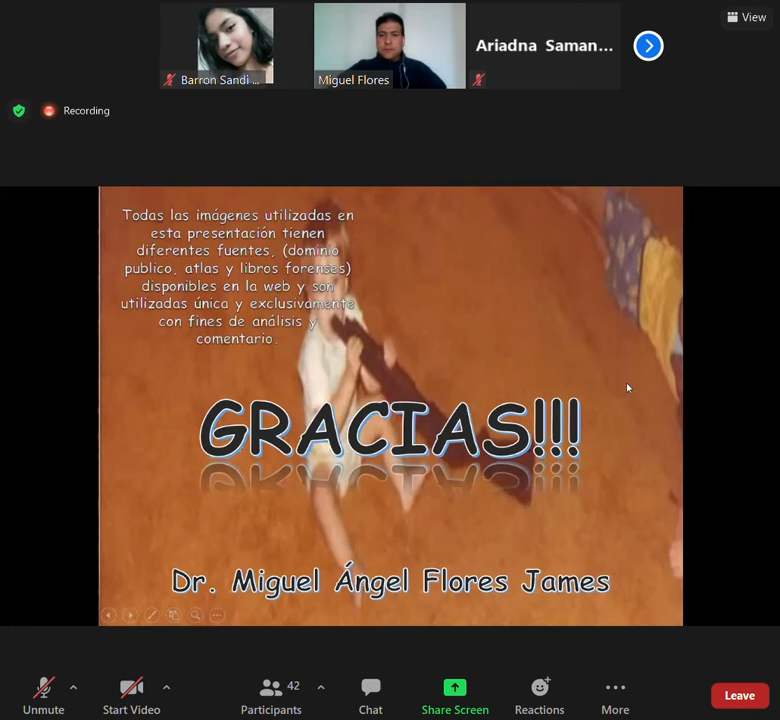 View
Barron Sandi ...
Miguel Flores
Ariadna Saman...
Recording
Todas las imágenes utilizadas en
esta presentación tienen
diferentes fuentes, (dominio
publico, atlas y libros forenses)
disponibles en la web y son
utilizadas única y exclusivamente
con fines de análisis y
comentario.
GRACIAS!!!
Dr. Miguel Ángel Flores James
Unmute
Start Video
42
Participants
Chat
Share Screen
Reactions
More
Leave